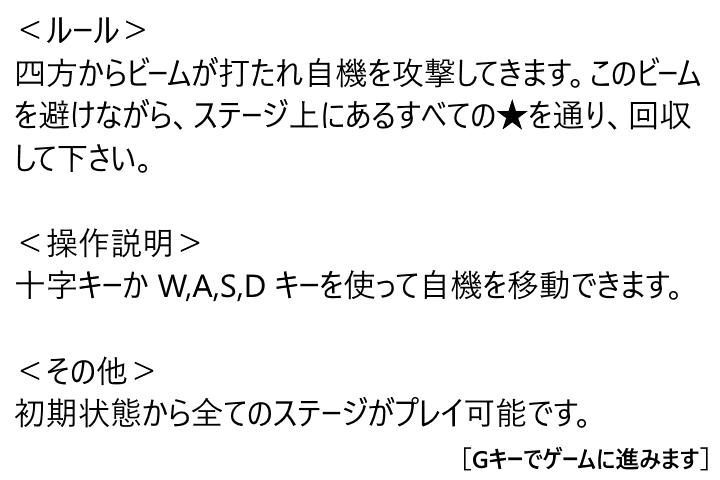 ＜ルール＞
四方からビームが打たれ自機を攻撃してきます。このビーム
を避けながら、ステージ上にあるすべての★を通り、回収
して下さい。
＜操作説明＞
十字キーか W,A,S,D キーを使って自機を移動できます。
＜その他＞
初期状態から全てのステージがプレイ可能です。
［Gキーでゲームに進みます］